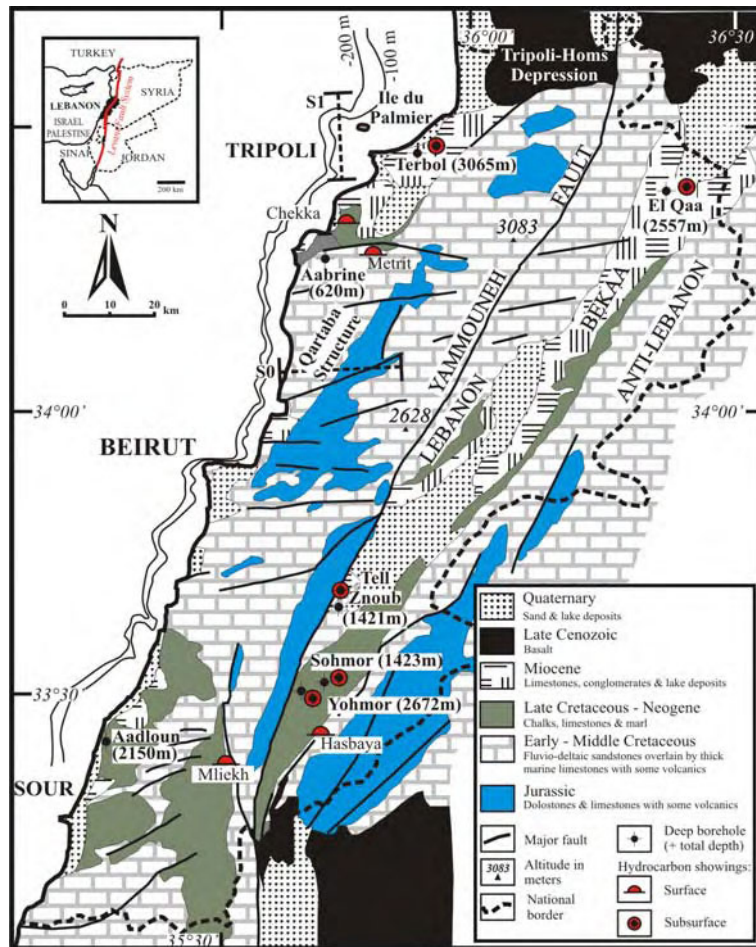 36°00'
36°30'
TURKEY
LEBANON
SYRIA
ISRAEL
PALESTINE
SINAI
JORDAN
Levant Fault System
200 km
-200 m
-100 m
S1
Ile du
Palmier
Tripoli-Homs
Depression
TRIPOLI
Terbol (3065m)
El Qaa
(2557m)
N
0 10 20 km
Chekka
Metrit
Aabrine
(620m)
3083
FAULT
YAMMOUNEH
BEKAA
ANTI-LEBANON
LEBANON
Qartaba
Structure
S0
34°00'
34°00'
2628
BEIRUT
Tell
Znoub
(1421m)
Sohmor (1423m)
Yohmor (2672m)
33°30'
Aadloun
(2150m)
Hasbaya
Mliekh
SOUR
35°30'
Quaternary
Sand & lake deposits
Late Cenozoic
Basalt
Miocene
Limestones, conglomerates & lake deposits
Late Cretaceous - Neogene
Chalks, limestones & marl
Early - Middle Cretaceous
Fluvio-deltaic sandstones overlain by thick
marine limestones with some volcanics
Jurassic
Dolostones & limestones with some volcanics
Major fault
3083
Altitude in
meters
National
border
Deep borehole
(+ total depth)
Hydrocarbon showings:
Surface
Subsurface